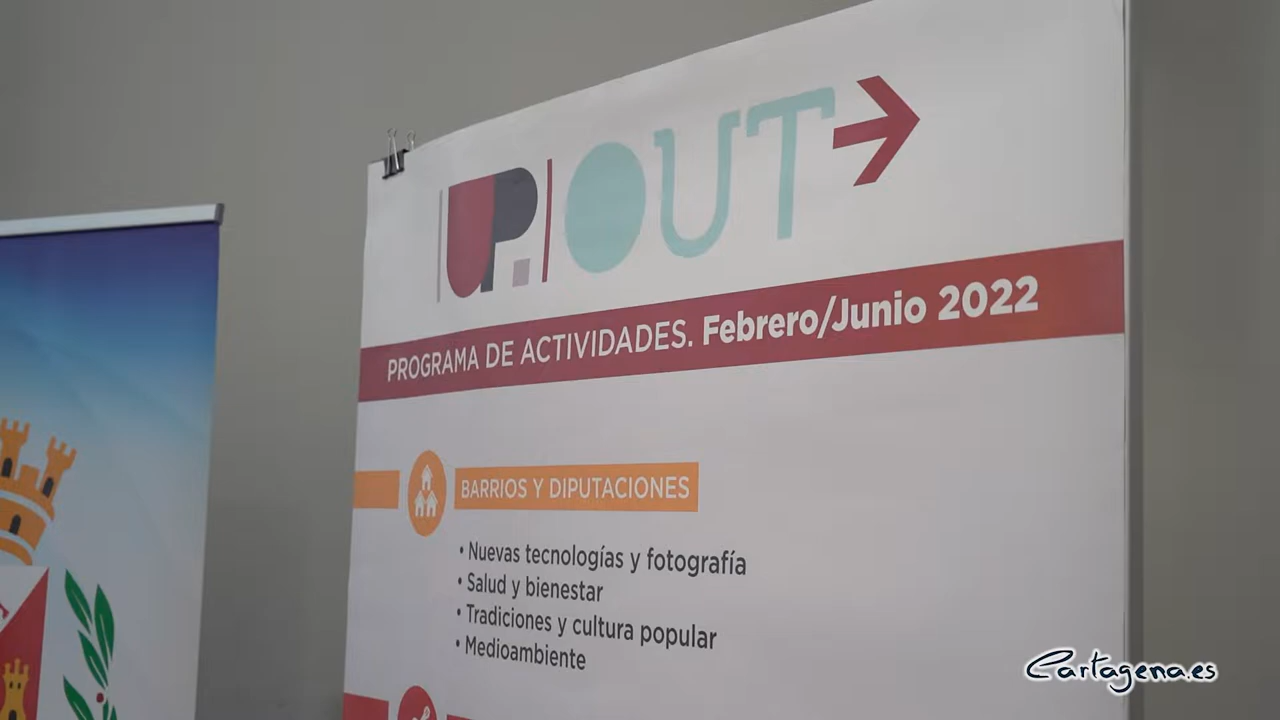 UP. OUT
PROGRAMA DE ACTIVIDADES. Febrero/Junio 2022
BARRIOS Y DIPUTACIONES
• Nuevas tecnologías y fotografía
• Salud y bienestar
• Tradiciones y cultura popular
• Medioambiente
Cartagena.es